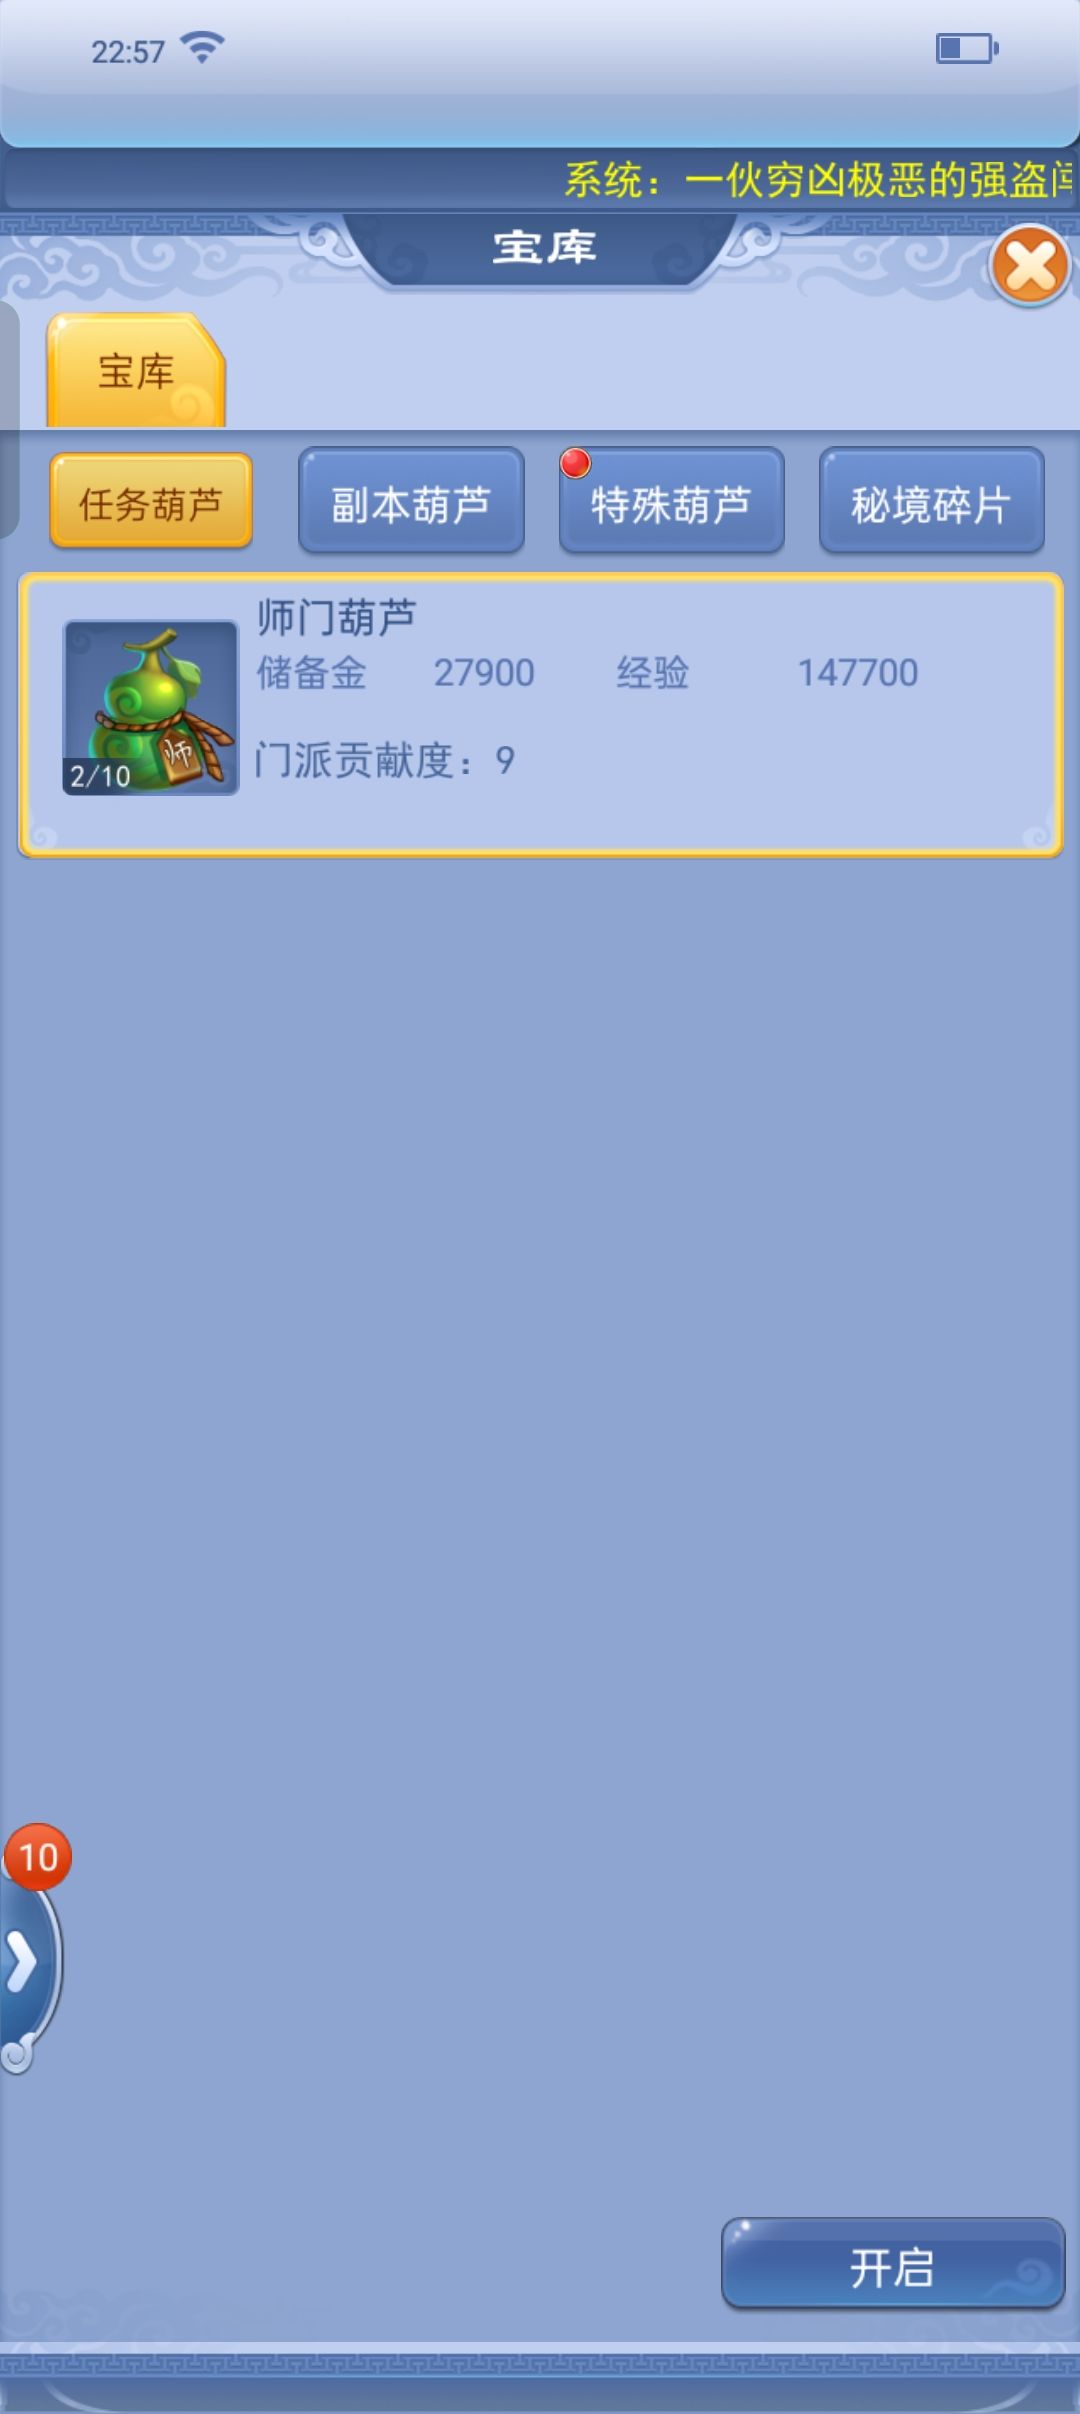 22:57
系统：一伙穷凶极恶的强盗
宝库
宝库
任务葫芦 副本葫芦 特殊葫芦 秘境碎片
师门葫芦
储备金 27900 经验 147700
师
2/10 门派贡献度：9
10
开启